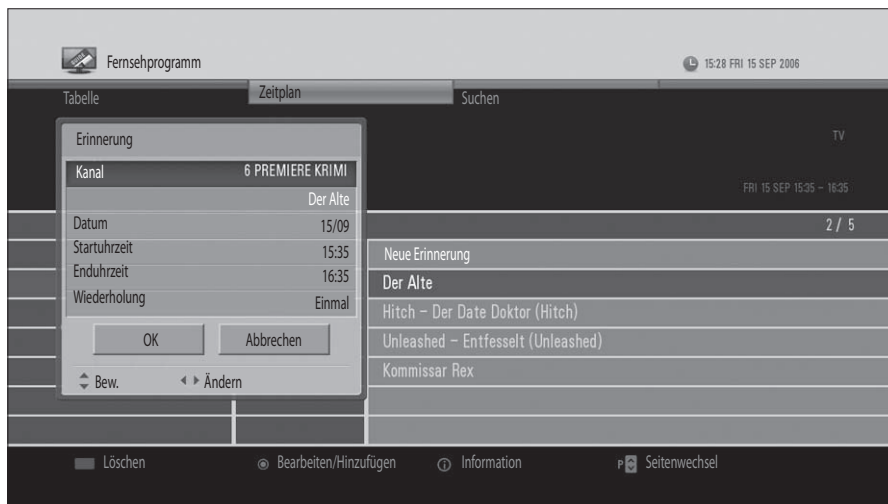 Fernsehprogramm
15:28 FRI 15 SEP 2006
Tabelle Zeitplan Suchen
TV
FRI 15 SEP 15:35 – 16:35
2 / 5
Erinnerung
Kanal 6 PREMIERE KRIMI
Der Alte
Datum 15/09
Startuhrzeit 15:35
Enduhrzeit 16:35
Wiederholung Einmal
OK Abbrechen
Bew. Ändern
Neue Erinnerung
Der Alte
Hitch – Der Date Doktor (Hitch)
Unleashed – Entfesselt (Unleashed)
Kommissar Rex
Löschen Bearbeiten/Hinzufügen Information P Seitenwechsel